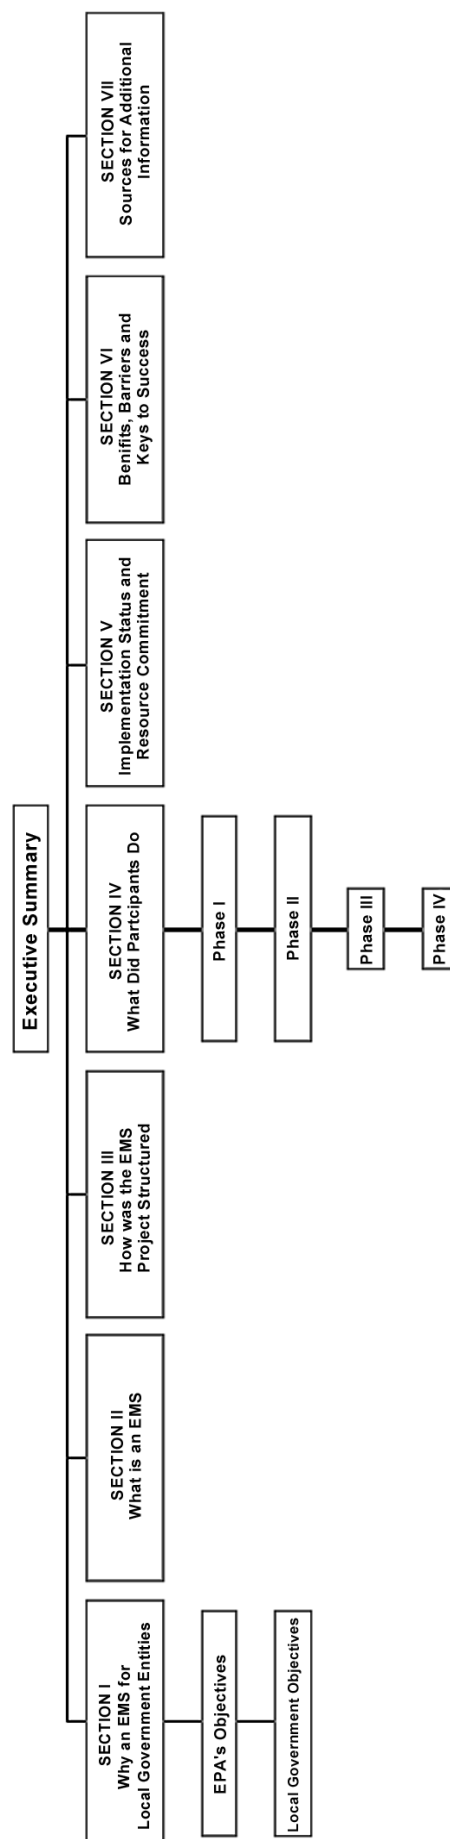 Executive Summary
SECTION I
Why an EMS for
Local Government Entities
EPA's Objectives
Local Government Objectives
SECTION II
What is an EMS
SECTION III
How was the EMS
Project Structured
SECTION IV
What Did Partcipants Do
Phase I
Phase II
Phase III
Phase IV
SECTION V
Implementation Status and
Resource Commitment
SECTION VI
Benifits, Barriers and
Keys to Success
SECTION VII
Sources for Additional
Information